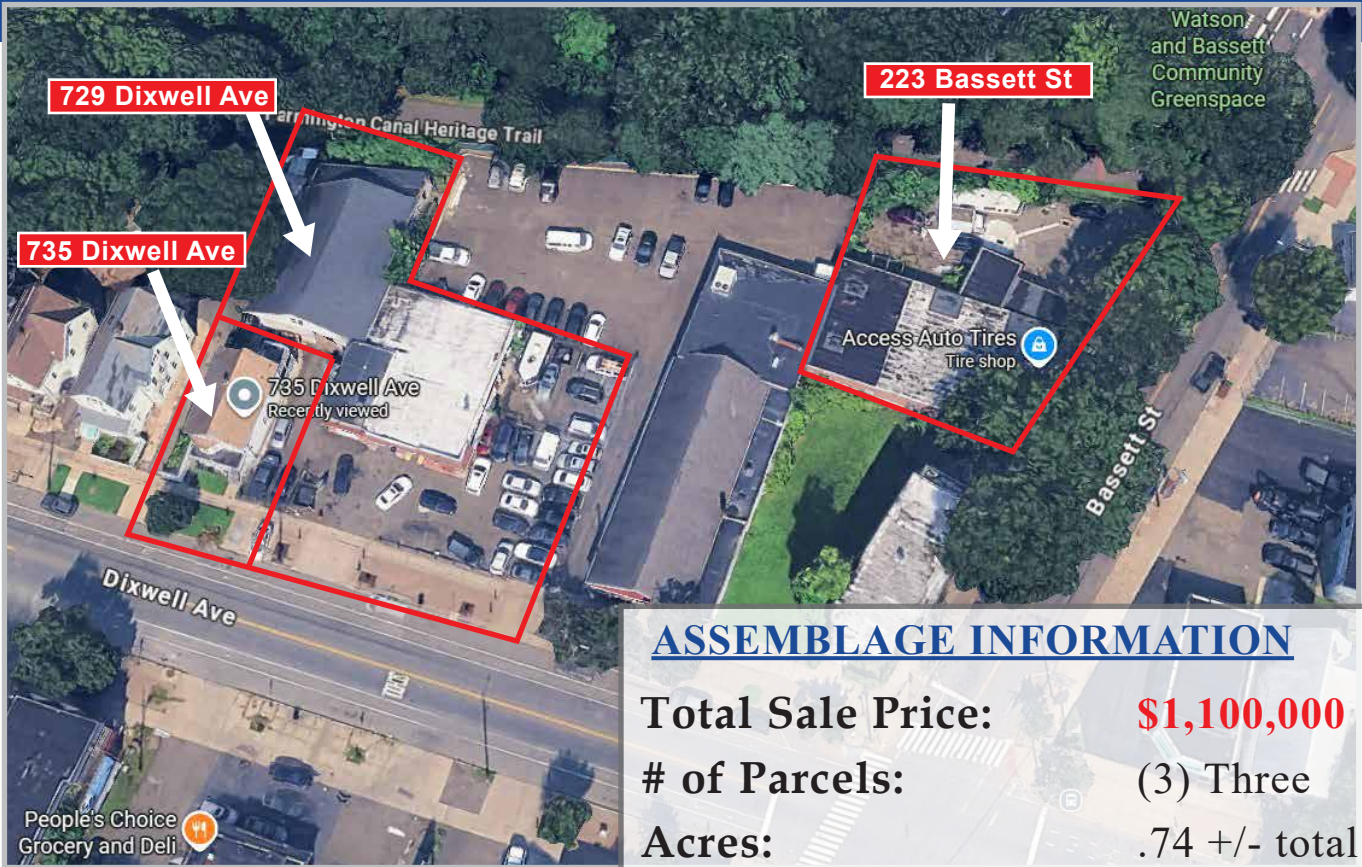 Watson
and Bassett
Community
Greenspace
729 Dixwell Ave
223 Bassett St
Farmington Canal Heritage Trail
735 Dixwell Ave
Access Auto Tires
Tire shop
735 Dixwell Ave
Recently viewed
Bassett St
Dixwell Ave
ASSEMBLAGE INFORMATION
Total Sale Price: $1,100,000
# of Parcels: (3) Three
Acres: .74 +/- total
People's Choice
Grocery and Deli